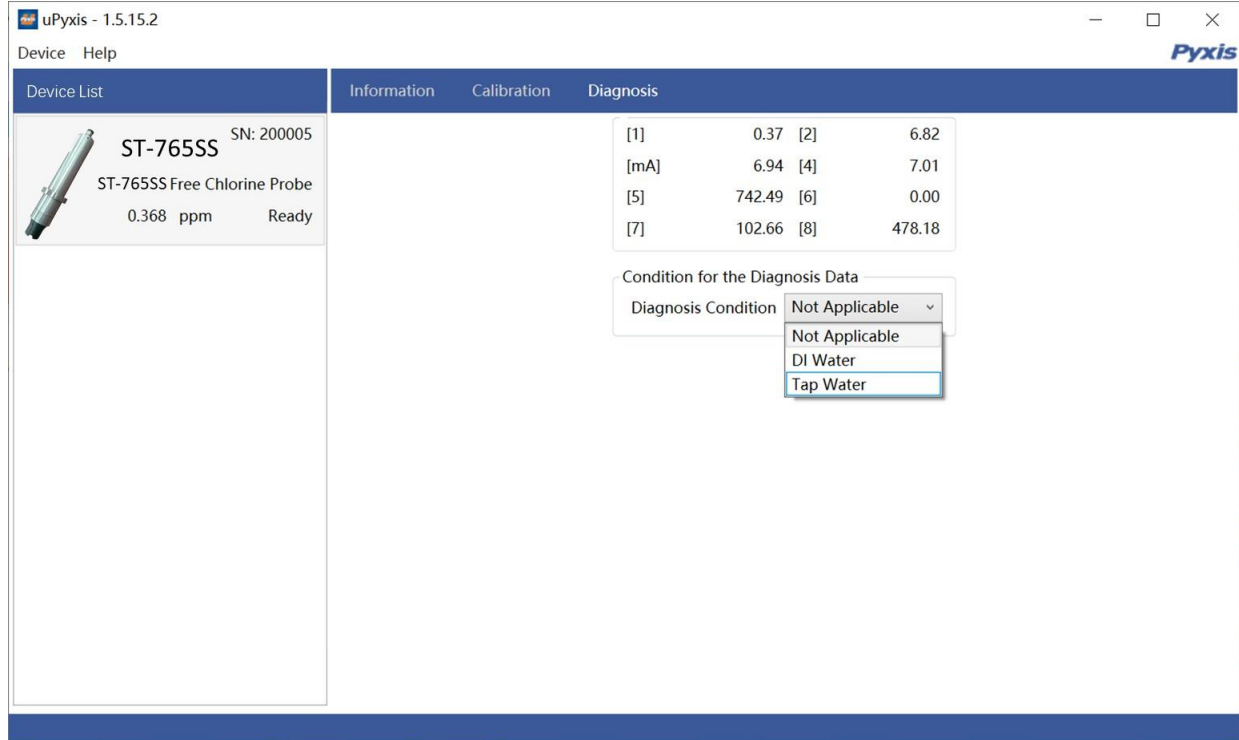 uPyxis - 1.5.15.2
Device Help
Pyxis
Device List
Information Calibration Diagnosis
SN: 200005
ST-765SS
ST-765SS Free Chlorine Probe
0.368 ppm Ready
[1] 0.37 [2] 6.82
[mA] 6.94 [4] 7.01
[5] 742.49 [6] 0.00
[7] 102.66 [8] 478.18
Condition for the Diagnosis Data
Diagnosis Condition Not Applicable
Not Applicable
DI Water
Tap Water